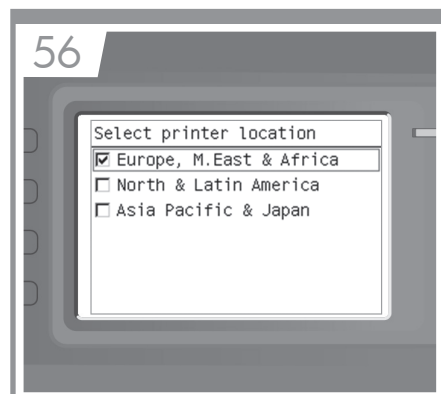 56
Select printer location
Europe, M.East & Africa
North & Latin America
Asia Pacific & Japan